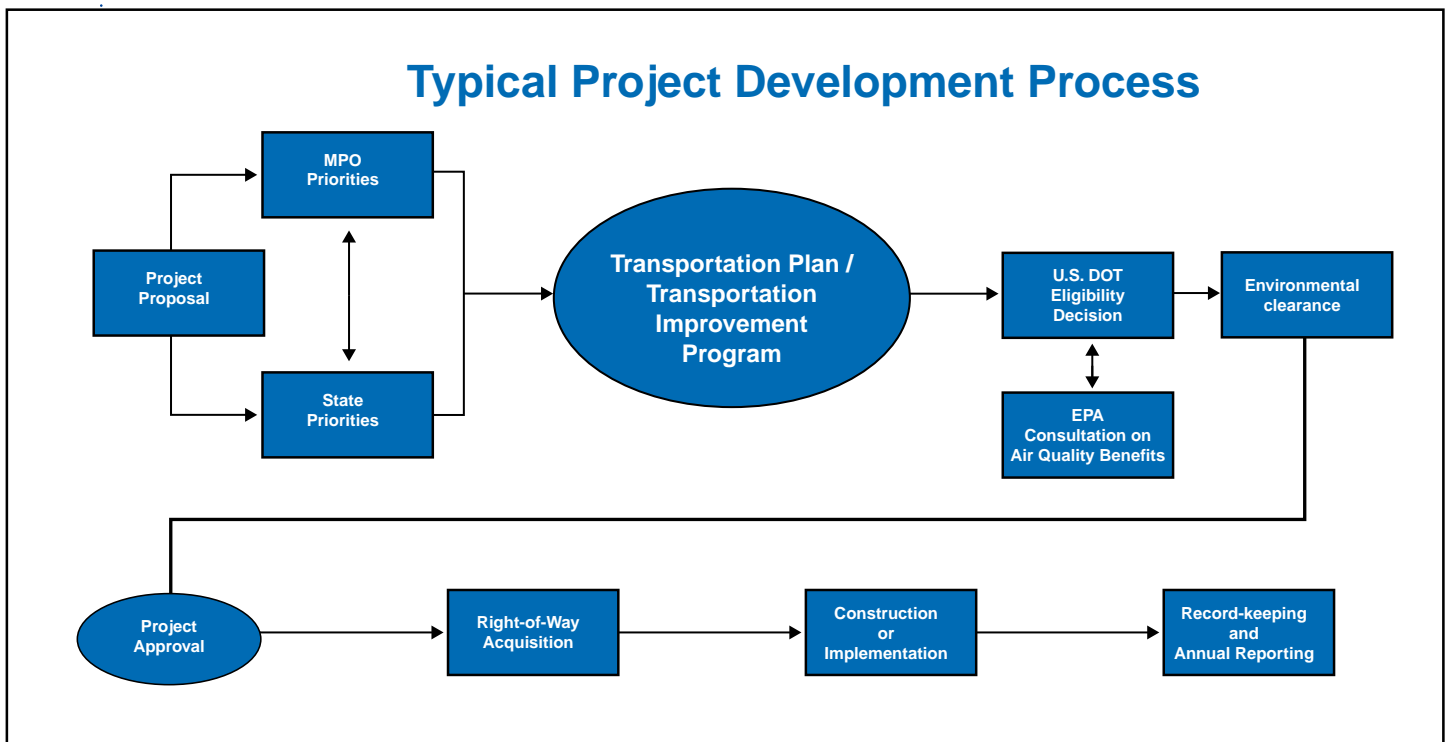 Typical Project Development Process
MPO
Priorities
Project
Proposal
State
Priorities
Transportation Plan /
Transportation
Improvement
Program
U.S. DOT
Eligibility
Decision
Environmental
clearance
EPA
Consultation on
Air Quality Benefits
Project
Approval
Right-of-Way
Acquisition
Construction
or
Implementation
Record-keeping
and
Annual Reporting